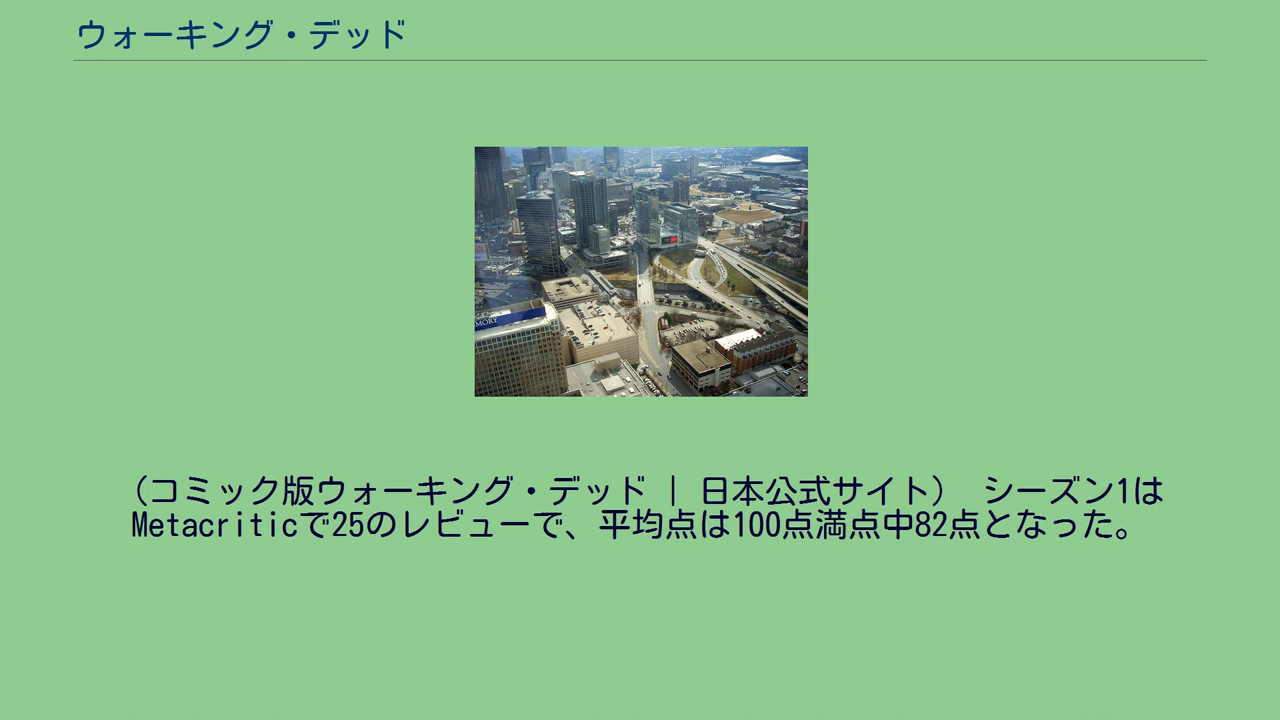 ウォーキング・デッド
MORY
（コミック版ウォーキング・デッド | 日本公式サイト） シーズン1は
Metacriticで25のレビューで、平均点は100点満点中82点となった。